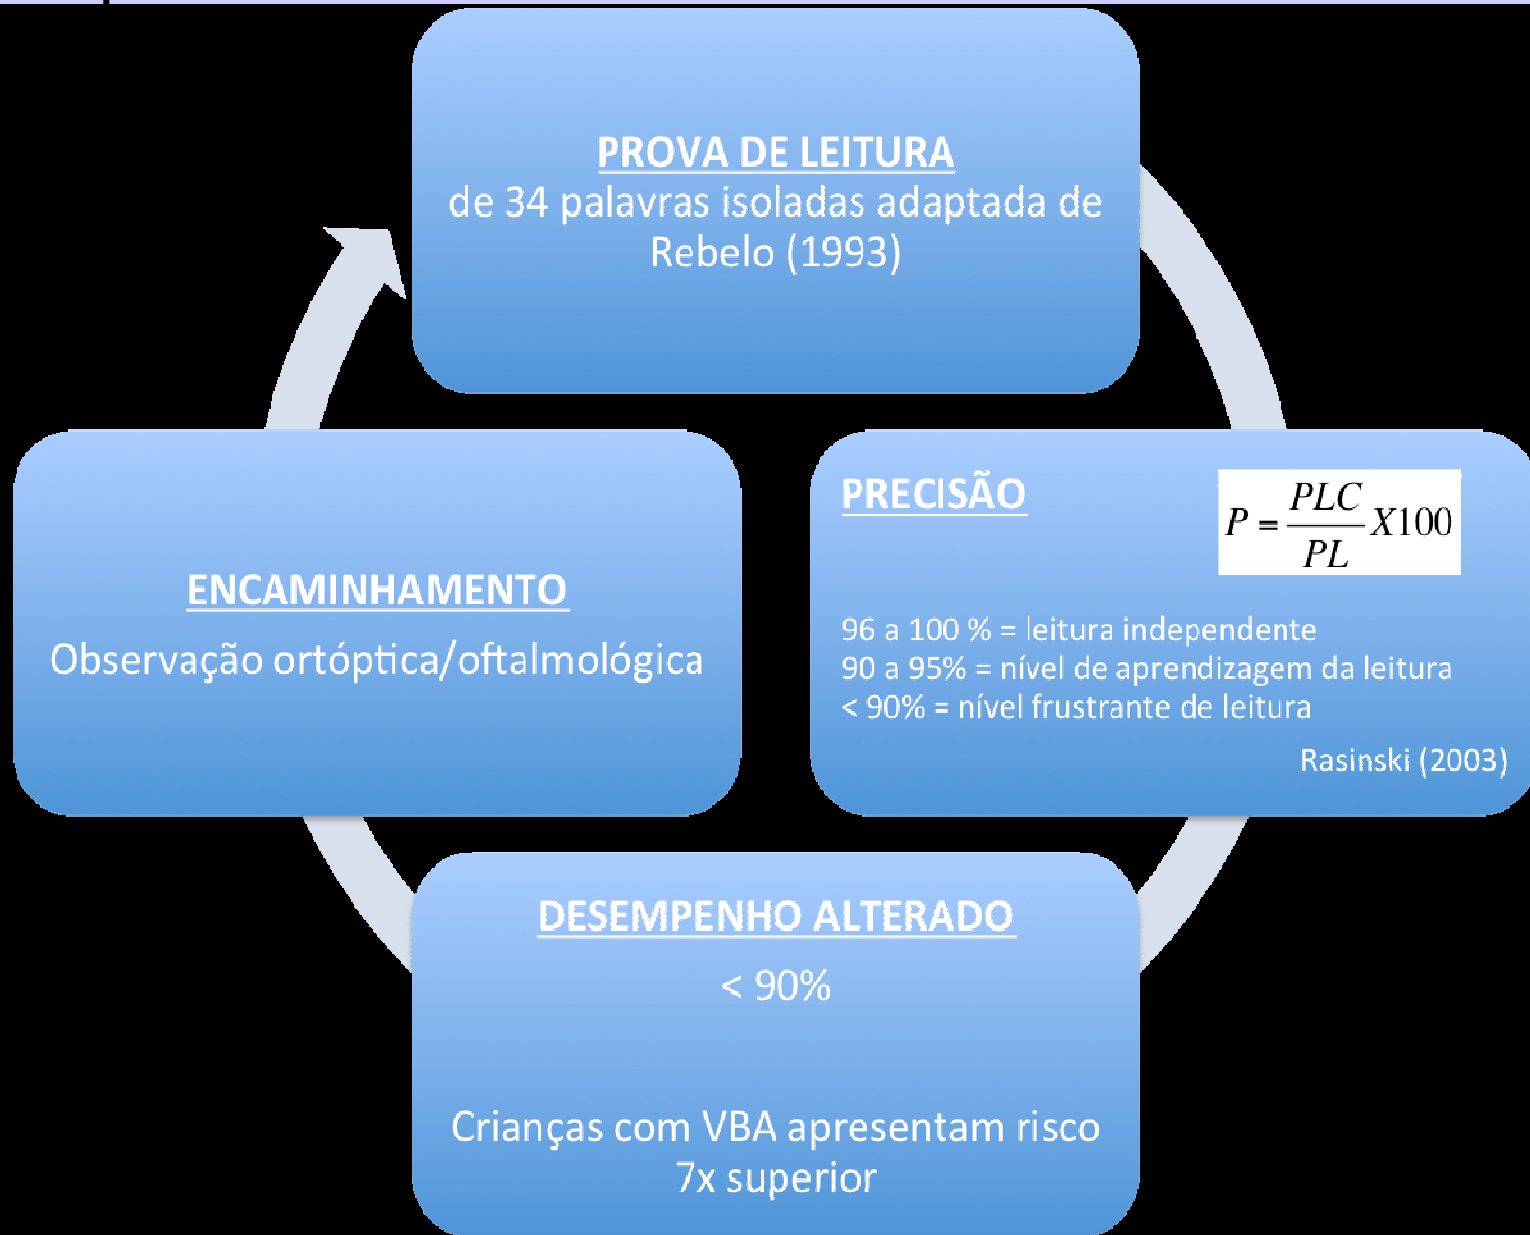 PROVA DE LEITURA
de 34 palavras isoladas adaptada de
Rebelo (1993)
PRECISÃO
P = PLC/PL X100
96 a 100 % = leitura independente
90 a 95% = nível de aprendizagem da leitura
< 90% = nível frustrante de leitura
Rasinski (2003)
DESEMPENHO ALTERADO
< 90%
Crianças com VBA apresentam risco
7x superior
ENCAMINHAMENTO
Observação ortóptica/oftalmológica